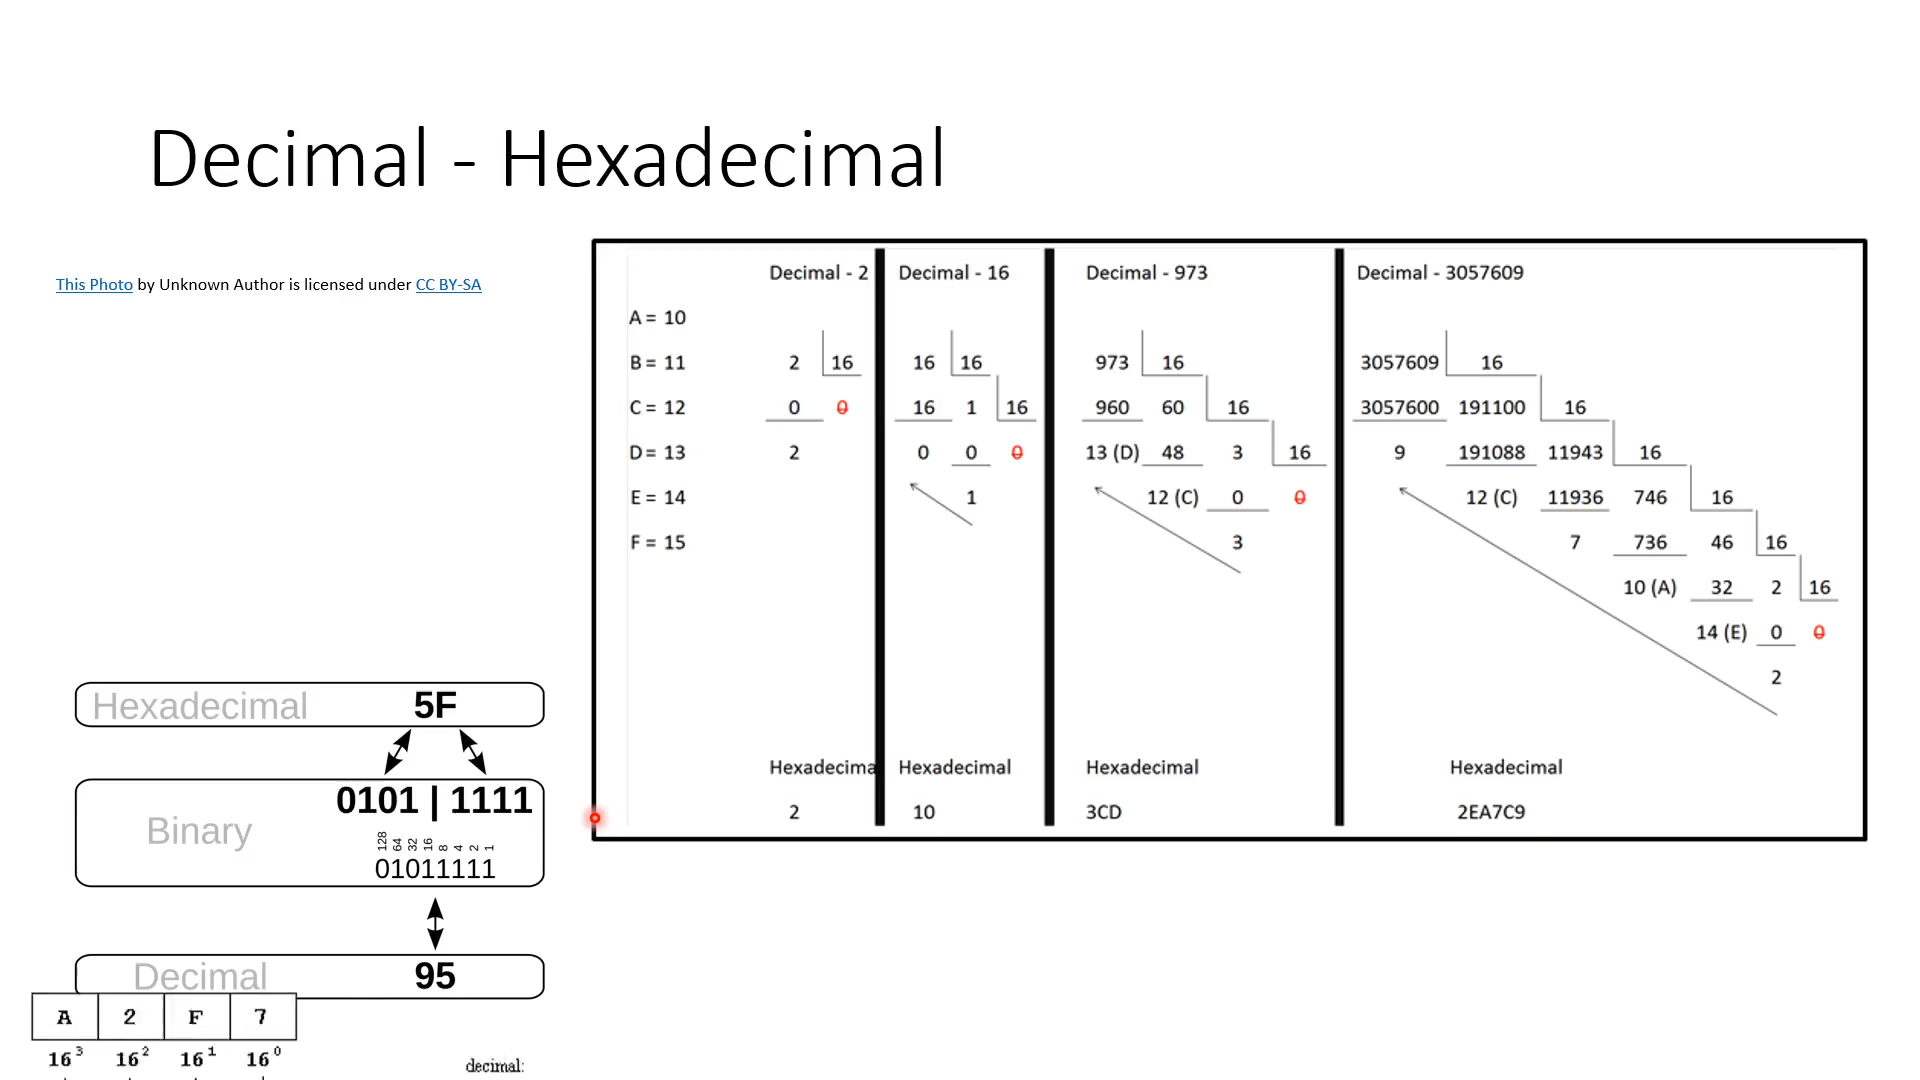 Decimal - Hexadecimal
This Photo by Unknown Author is licensed under CC BY-SA
Decimal - 2 Decimal - 16 Decimal - 973 Decimal - 3057609
A = 10
B = 11 2 16 16 16 973 16 3057609 16
C = 12 0 0 16 1 16 960 60 16 3057600 191100 16
D = 13 2 0 0 0 13 (D) 48 3 16 9 191088 11943 16
E = 14 1 12 (C) 0 0 12 (C) 11936 746 16
F = 15 3 7 736 46 16
10 (A) 32 2 16
14 (E) 0 0
2
Hexadecima Hexadecimal Hexadecimal Hexadecimal
2 10 3CD 2EA7C9
Hexadecimal 5F
0101 | 1111
Binary
128 64 32 16 8 4 2 1
01011111
Decimal 95
A 2 F 7
16³ 16² 16¹ 16⁰
decimal: